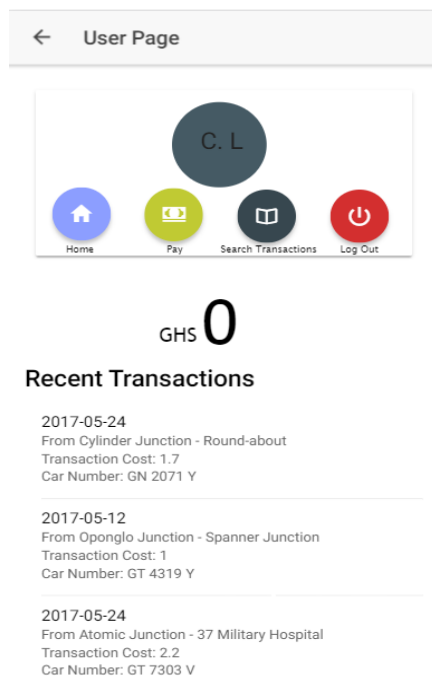 User Page
C. L
Home Pay Search Transactions Log Out
GHS 0
Recent Transactions
2017-05-24
From Cylinder Junction - Round-about
Transaction Cost: 1.7
Car Number: GN 2071 Y
2017-05-12
From Oponglo Junction - Spanner Junction
Transaction Cost: 1
Car Number: GT 4319 Y
2017-05-24
From Atomic Junction - 37 Military Hospital
Transaction Cost: 2.2
Car Number: GT 7303 V